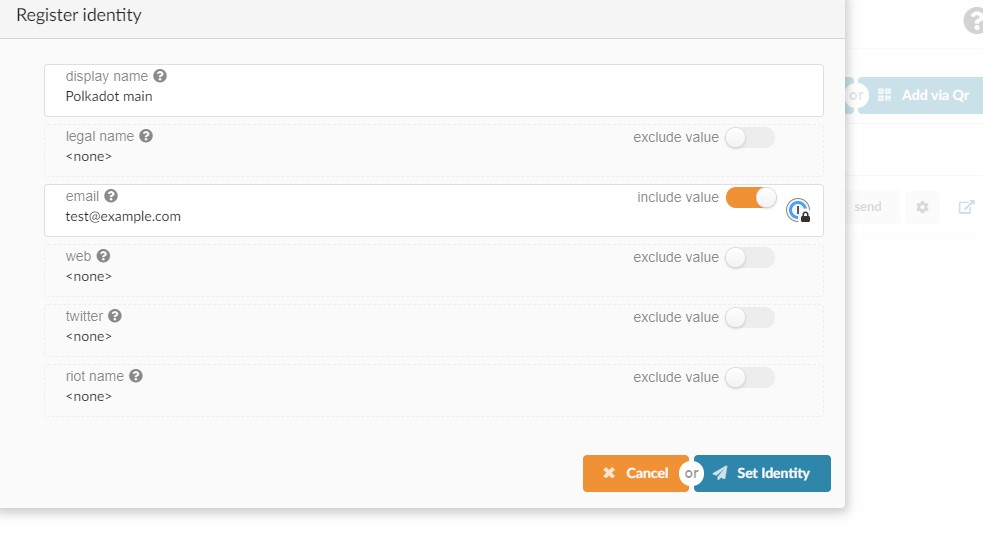 Register identity
display name
Polkadot main
legal name
exclude value
<none>
email
include value
test@example.com
web
exclude value
<none>
twitter
exclude value
<none>
riot name
exclude value
<none>
Cancel or Set Identity
or Add via Qr
send